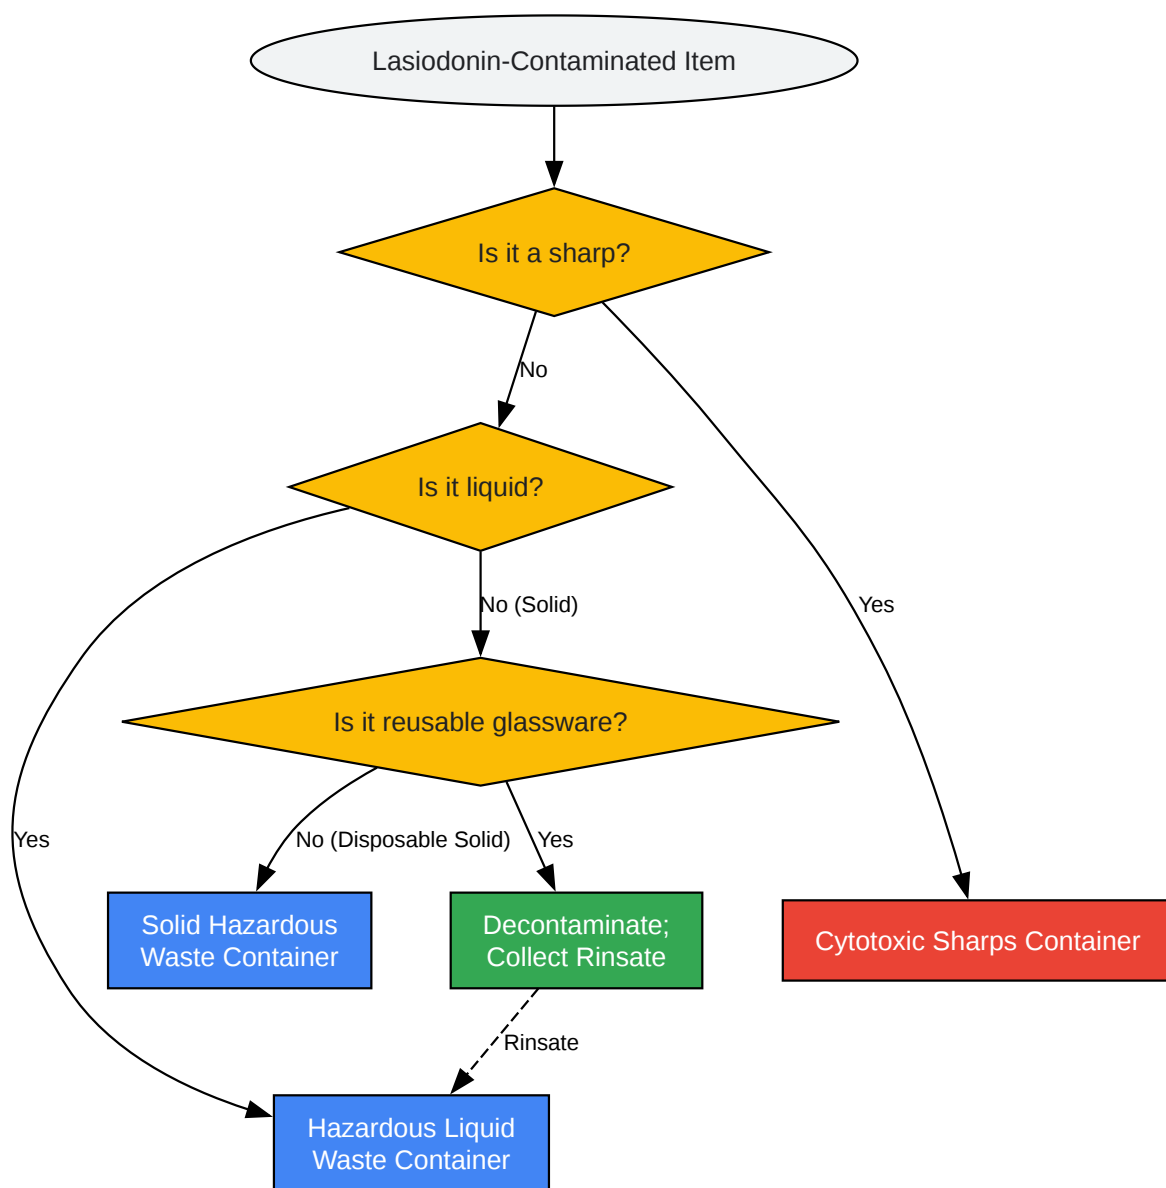 Lasiodonin-Contaminated Item
Is it a sharp?
No
Is it liquid?
No (Solid)
Yes
Is it reusable glassware?
Yes
No (Disposable Solid)
Yes
Solid Hazardous
Waste Container
Decontaminate;
Collect Rinsate
Cytotoxic Sharps Container
Rinsate
Hazardous Liquid
Waste Container